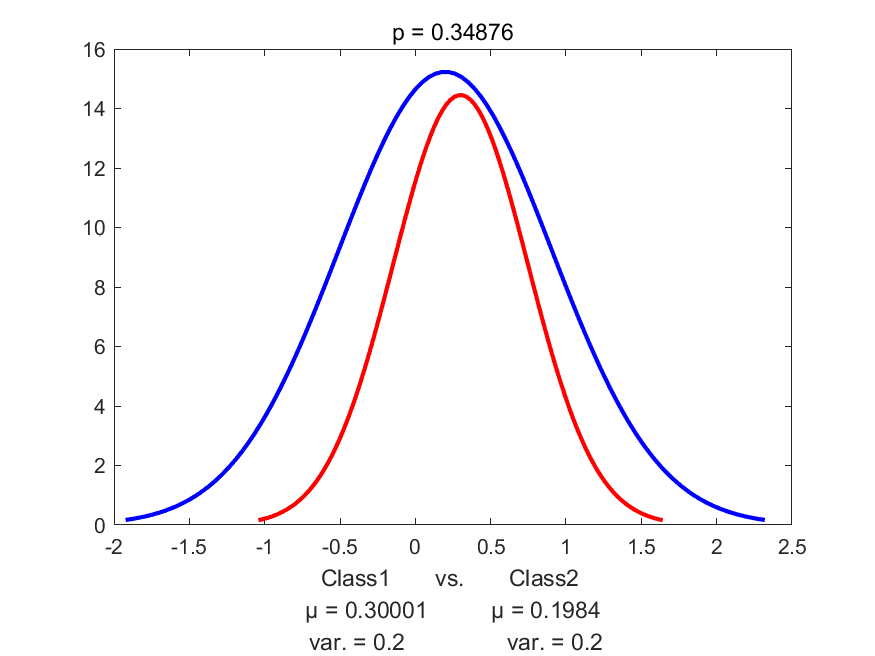 p = 0.34876
16
14
12
10
8
6
4
2
0
-2 -1.5 -1 -0.5 0 0.5 1 1.5 2 2.5
Class1 vs. Class2
μ = 0.30001 μ = 0.1984
var. = 0.2 var. = 0.2